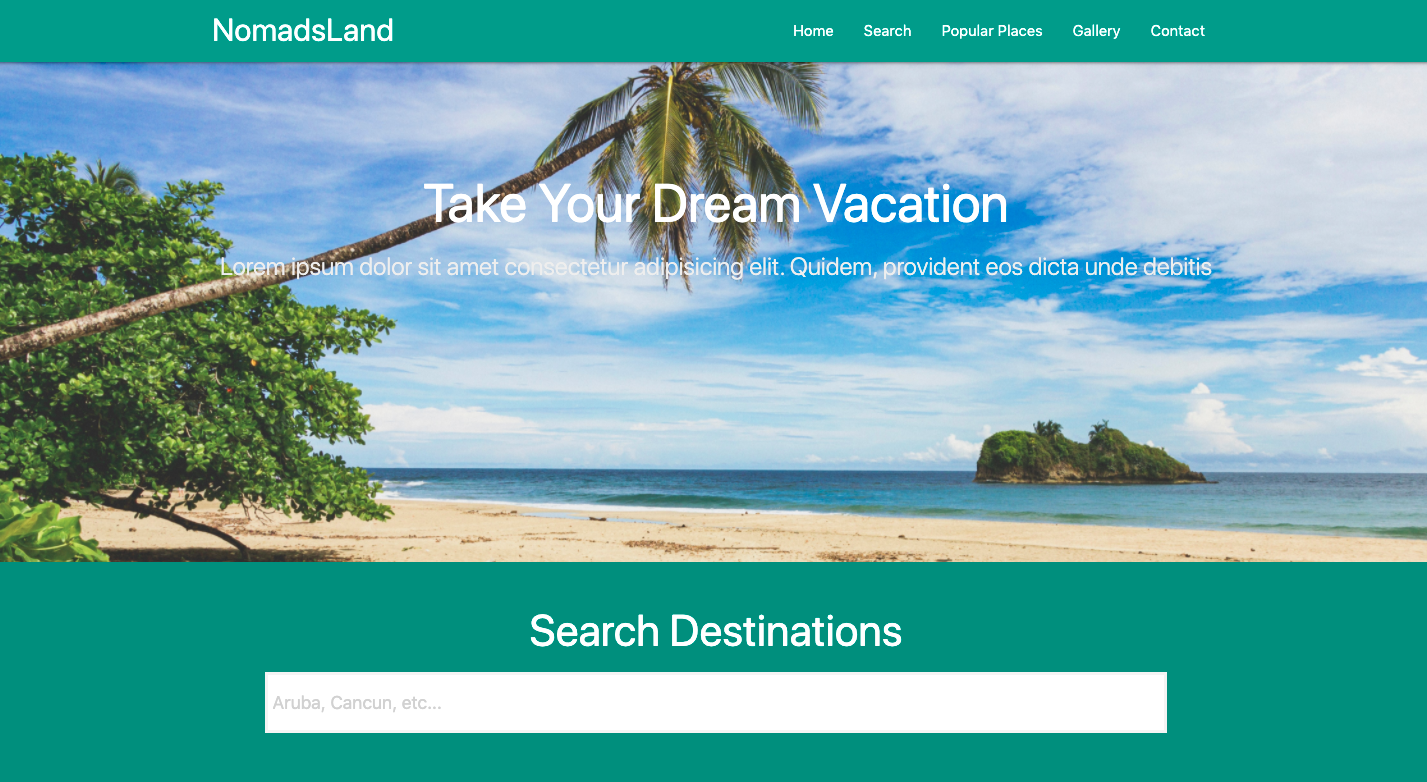 NomadsLand
Home Search Popular Places Gallery Contact
Take Your Dream Vacation
Lorem ipsum dolor sit amet consectetur adipisicing elit. Quidem, provident eos dicta unde debitis
Search Destinations
Aruba, Cancun, etc...